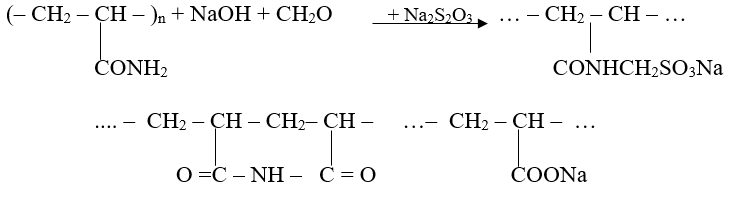 (– CH₂ – CH – )ₙ + NaOH + CH2O + Na₂S₂O₃ … – CH₂ – CH – …
CONH₂ CONHCH₂SO₃Na
.... – CH₂ – CH – CH₂– CH – …– CH₂ – CH – …
O =C – NH – C = O COONa